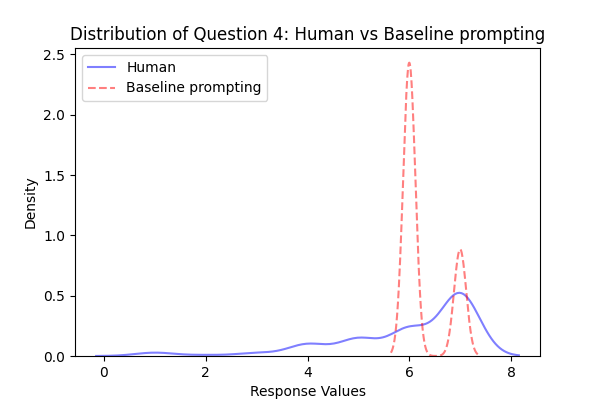 Distribution of Question 4: Human vs Baseline prompting
Human
Baseline prompting
2.5
2.0
1.5
1.0
0.5
0.0
Density
0 2 4 6 8
Response Values